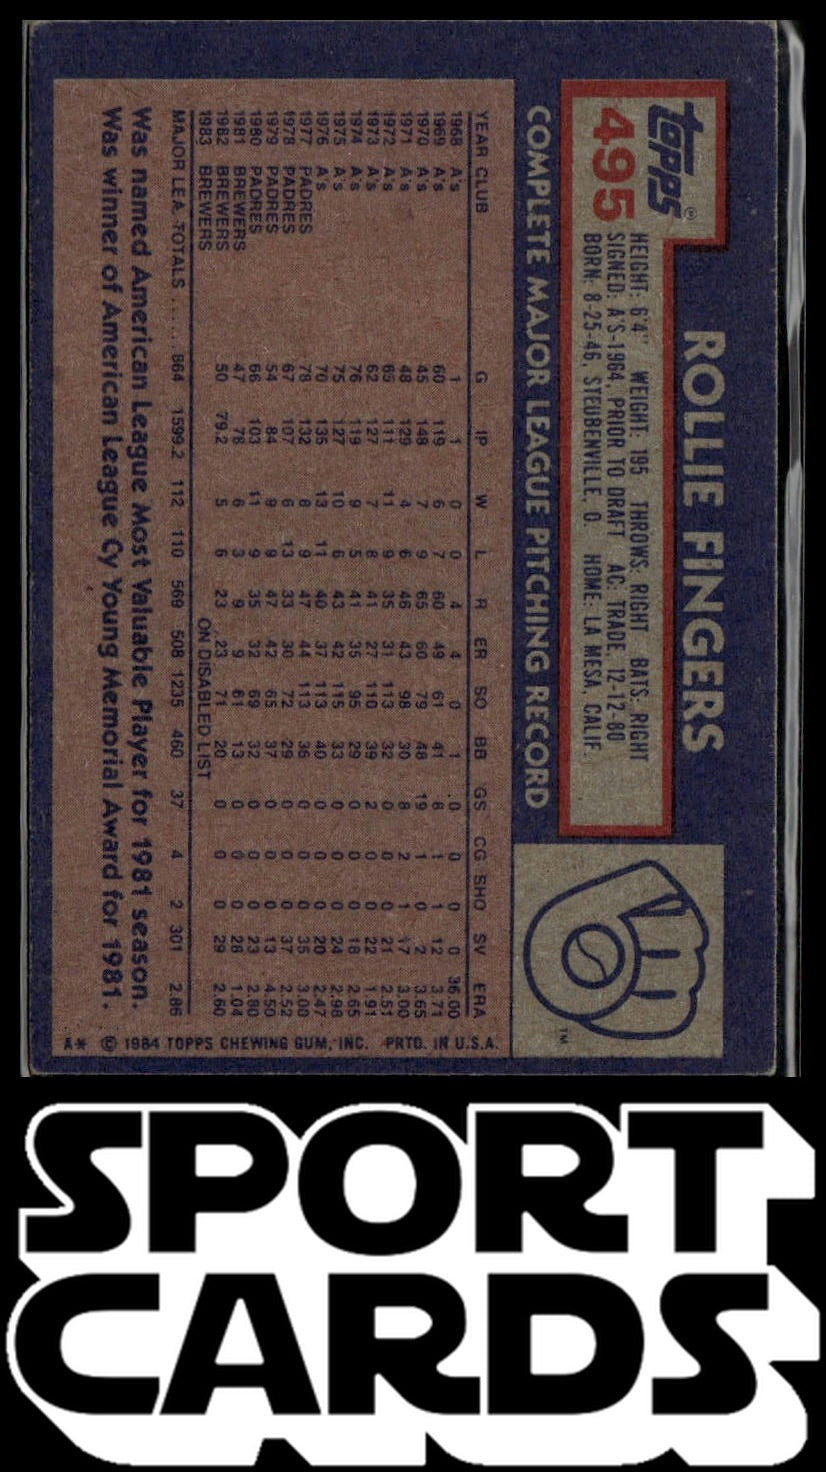 Topps®
495
ROLLIE FINGERS
HEIGHT: 6'4" WEIGHT: 195 THROWS: RIGHT BATS: RIGHT
SIGNED: A'S-1964, PRIOR TO DRAFT AC: TRADE, 12-12-80
BORN: 8-25-46, STEUBENVILLE, O. HOME: LA MESA, CALIF.
COMPLETE MAJOR LEAGUE PITCHING RECORD
TM
YEAR CLUB G IP W L R ER SO BB GS CG SHO SV ERA
1968 A's 1 1 0 0 4 4 0 1 0 0 0 0 36.00
1969 A's 60 119 6 7 60 49 61 41 8 1 1 12 3.71
1970 A's 45 148 7 9 65 60 79 48 19 1 0 2 3.65
1971 A's 48 129 4 6 46 43 98 30 8 2 1 17 3.00
1972 A's 65 111 11 9 35 31 113 32 0 0 0 21 2.51
1973 A's 62 127 7 8 41 27 110 39 2 0 0 22 1.91
1974 A's 76 119 9 5 41 35 95 29 0 0 0 18 2.65
1975 A's 75 127 10 6 43 42 115 33 0 0 0 24 2.98
1976 A's 70 135 13 11 40 37 113 40 0 0 0 20 2.47
1977 PADRES 78 132 8 9 47 44 113 36 0 0 0 35 3.00
1978 PADRES 67 107 6 13 33 30 72 29 0 0 0 37 2.52
1979 PADRES 54 84 9 9 47 42 65 37 0 0 0 13 4.50
1980 PADRES 66 103 11 9 35 32 69 32 0 0 0 23 2.80
1981 BREWERS 47 78 6 3 9 9 61 13 0 0 0 28 1.04
1982 BREWERS 50 79.2 5 6 23 23 71 20 0 0 0 29 2.60
1983 BREWERS ON DISABLED LIST
MAJOR LEA. TOTALS ..... 864 1599.2 112 110 569 508 1235 460 37 4 2 301 2.86
Was named American League Most Valuable Player for 1981 season.
Was winner of American League Cy Young Memorial Award for 1981.
A* © 1984 TOPPS CHEWING GUM, INC. PRTD. IN U.S.A.
SPORT
CARDS